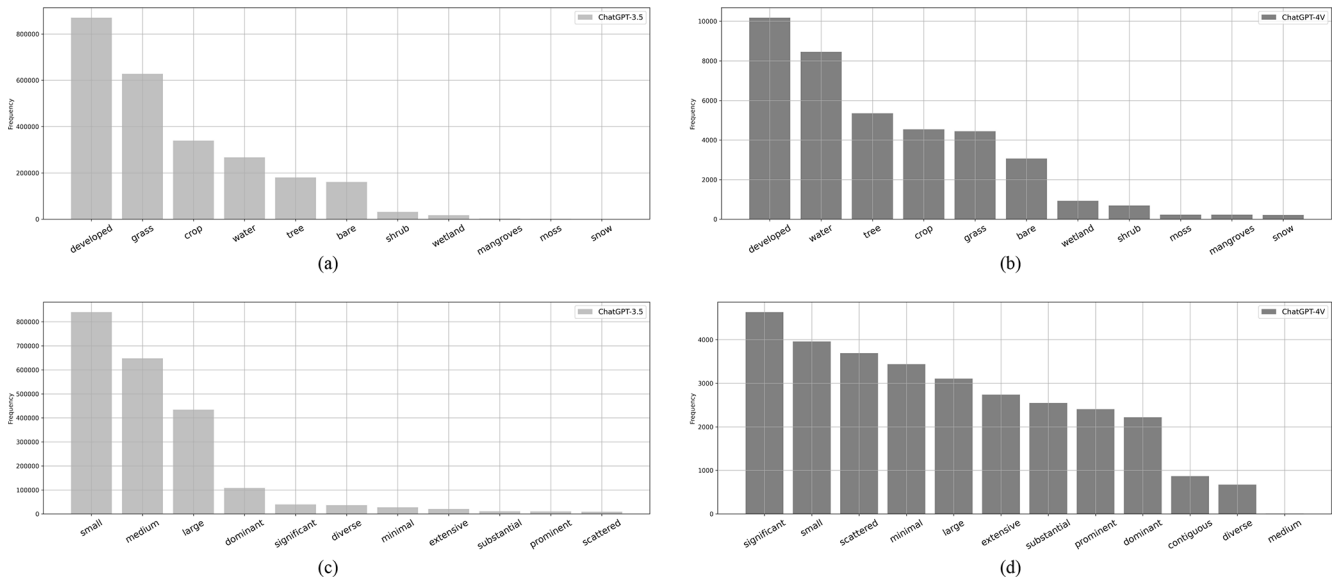 ChatGPT-3.5
800000
600000
400000
200000
0
Frequency
developed grass crop water tree bare shrub wetland mangroves moss snow
(a)
ChatGPT-4V
10000
8000
6000
4000
2000
0
Frequency
developed water tree crop grass bare wetland shrub moss mangroves snow
(b)
ChatGPT-3.5
800000
700000
600000
500000
400000
300000
200000
100000
0
Frequency
small medium large dominant significant diverse minimal extensive substantial prominent scattered
(c)
ChatGPT-4V
4000
3000
2000
1000
0
Frequency
significant small scattered minimal large extensive substantial prominent dominant contiguous diverse medium
(d)